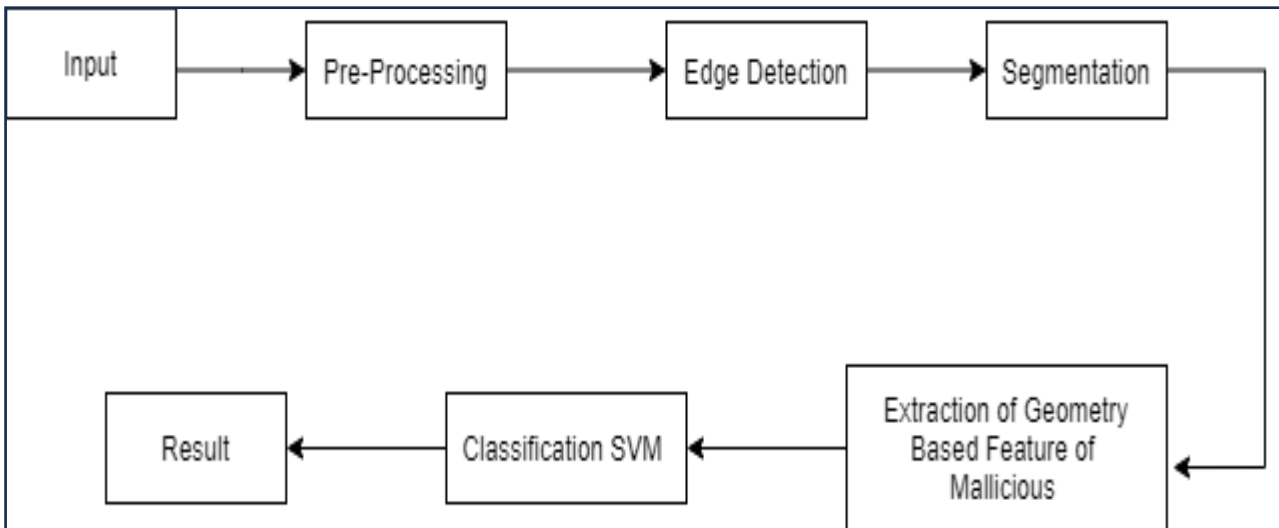 Input
Pre-Processing
Edge Detection
Segmentation
Extraction of Geometry
Based Feature of
Mallicious
Classification SVM
Result